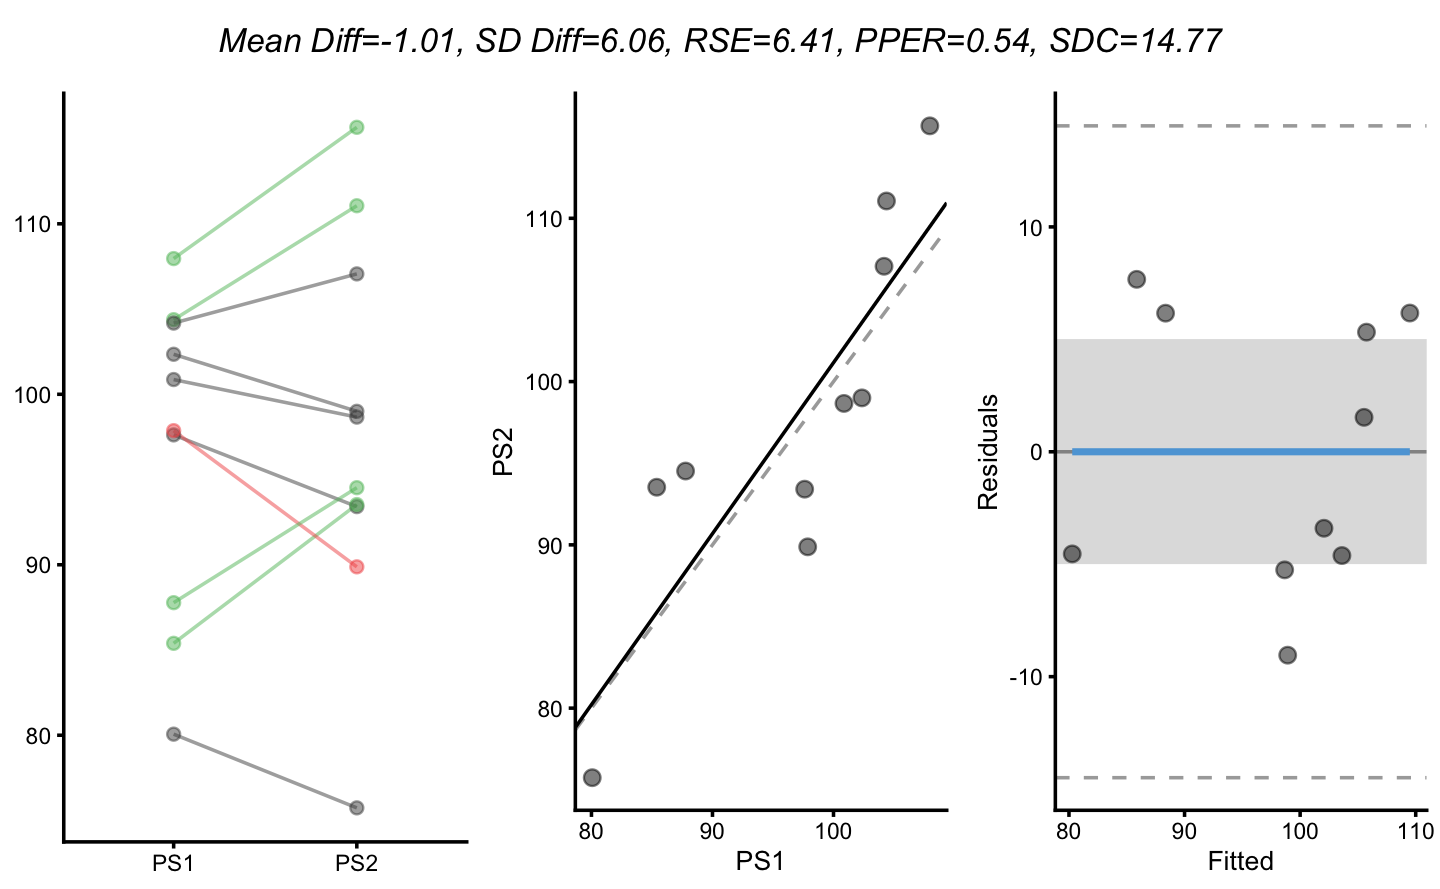 Mean Diff=-1.01, SD Diff=6.06, RSE=6.41, PPER=0.54, SDC=14.77
110
100
90
80
PS1 PS2
PS2
110
100
90
80
80 90 100
PS1
Residuals
10
0
-10
80 90 100 110
Fitted